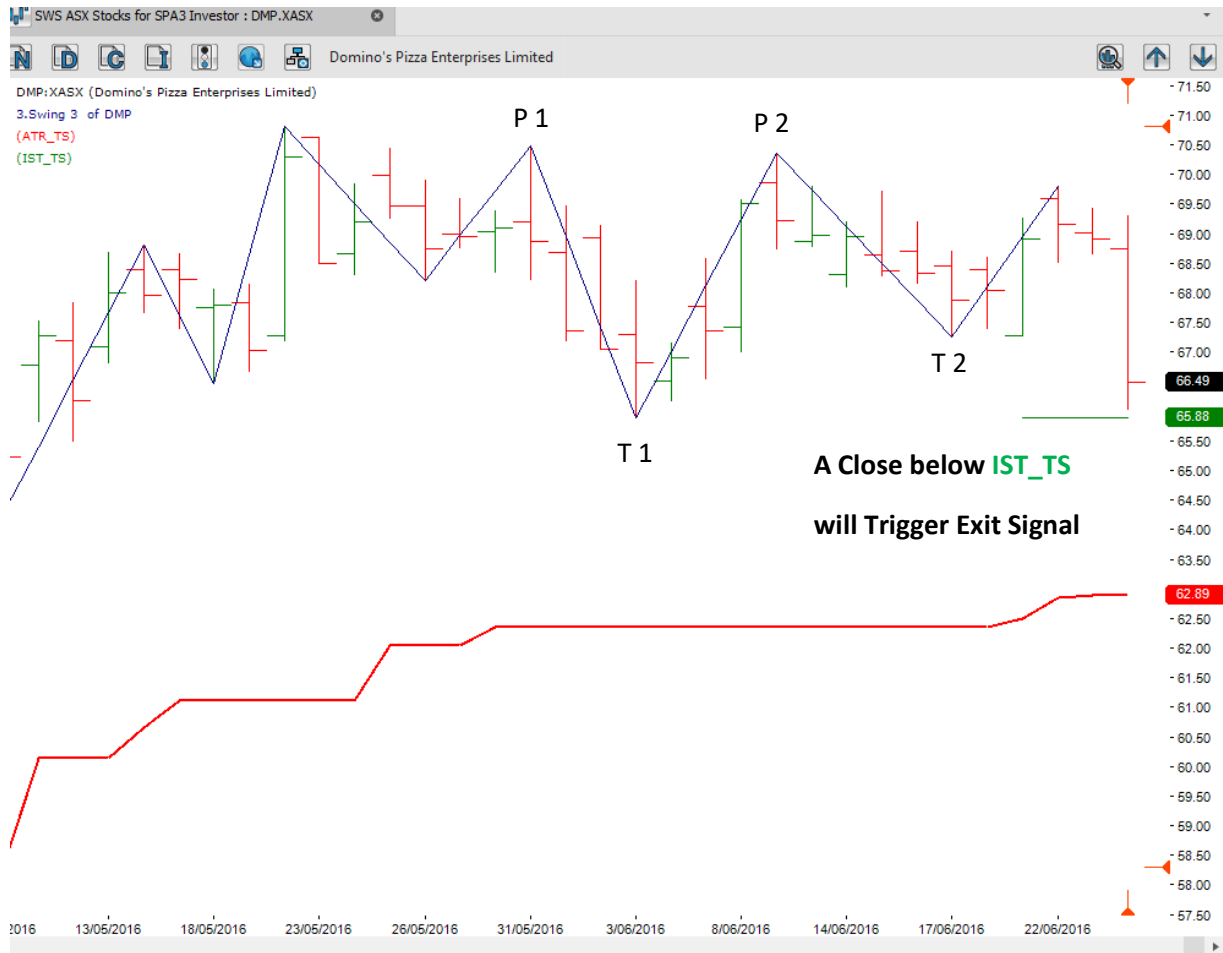 SWS ASX Stocks for SPA3 Investor : DMP.XASX
N D C I Domino's Pizza Enterprises Limited
DMP:XASX (Domino's Pizza Enterprises Limited)
3.Swing 3 of DMP
(ATR_TS)
(IST_TS)
P 1
P 2
T 1
T 2
A Close below IST_TS
will Trigger Exit Signal
71.50
71.00
70.50
70.00
69.50
69.00
68.50
68.00
67.50
67.00
66.49
65.88
65.50
65.00
64.50
64.00
63.50
62.89
62.50
62.00
61.50
61.00
60.50
60.00
59.50
59.00
58.50
58.00
57.50
2016 13/05/2016 18/05/2016 23/05/2016 26/05/2016 31/05/2016 3/06/2016 8/06/2016 14/06/2016 17/06/2016 22/06/2016